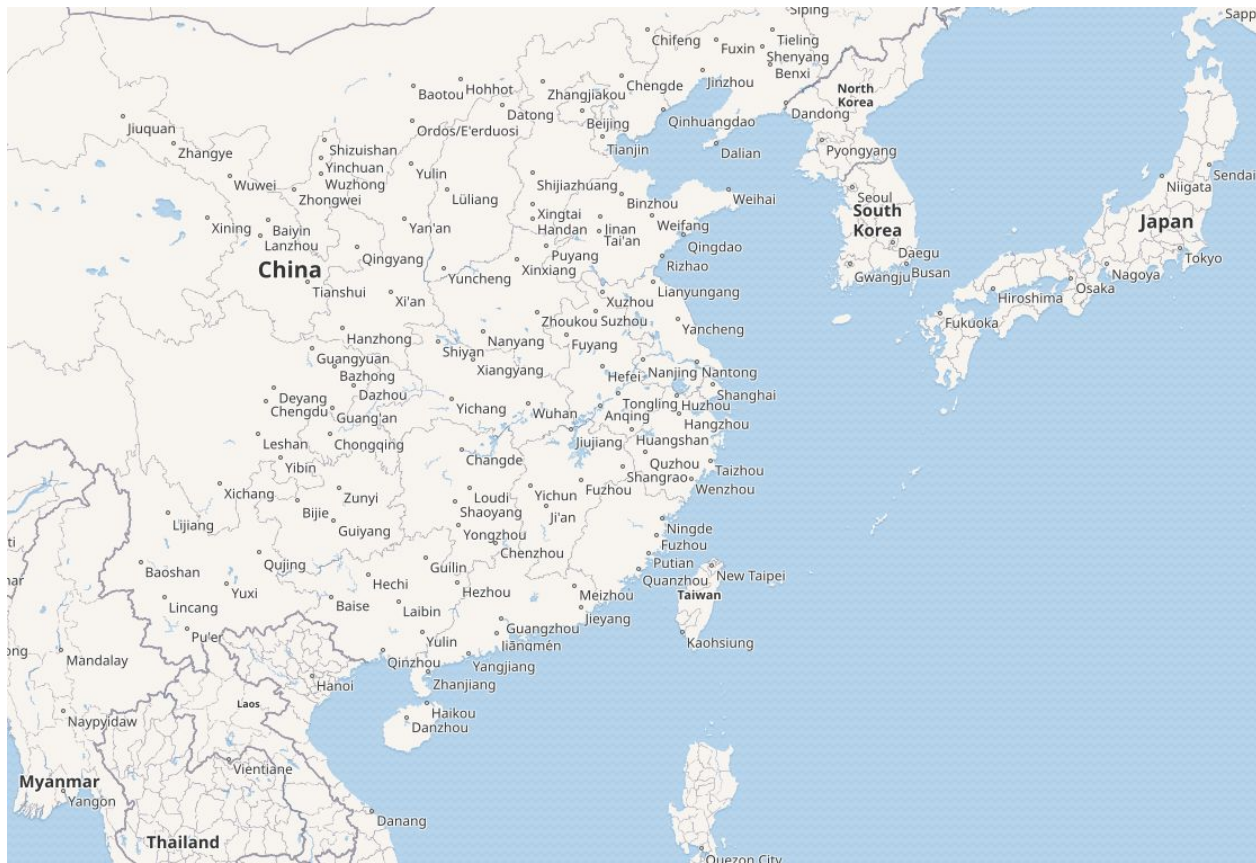 Siping
Sapp
Chifeng
Fuxin
Tieling
Shenyang
Benxi
Baotou
Hohhot
Zhangjiakou
Chengde
Jinzhou
North
Korea
Datong
Dandong
Jiuquan
Ordos/E'erduosi
Beijing
Qinhuangdao
Zhangye
Shizuishan
Tianjin
Dalian
Pyongyang
Yinchuan
Yulin
Sendai
Wuwei
Wuzhong
Shijiazhuang
Niigata
Zhongwei
Lüliang
Binzhou
Weihai
Seoul
South
Korea
Japan
Xining
Baiyin
Yan'an
Xingtai
Handan
Jinan
Tai'an
Weifang
Lanzhou
Qingdao
Daegu
Tokyo
Qingyang
Puyang
China
Yuncheng
Xinxiang
Rizhao
Gwangju
Busan
Nagoya
Tianshui
Xi'an
Lianyungang
Osaka
Xuzhou
Hiroshima
Hanzhong
Zhoukou
Suzhou
Yancheng
Fukuoka
Guangyuan
Shiyan
Nanyang
Fuyang
Bazhong
Xiangyang
Hefei
Nanjing
Nantong
Deyang
Dazhou
Shanghai
Chengdu
Guang'an
Yichang
Wuhan
Anqing
Tongling
Huzhou
Hangzhou
Leshan
Chongqing
Jiujiang
Huangshan
Yibin
Changde
Quzhou
Taizhou
Shangrao
Xichang
Zunyi
Loudi
Yichun
Fuzhou
Wenzhou
Bijie
Shaoyang
Ji'an
Lijiang
Guiyang
Yongzhou
Ningde
Chenzhou
Fuzhou
Qujing
Putian
Baoshan
Guilin
Quanzhou
New Taipei
Yuxi
Hechi
Hezhou
Meizhou
Taiwan
Lincang
Baise
Laibin
Jieyang
Pu'er
Guangzhou
Yulin
Jiangmén
Kaohsiung
Mandalay
Qinzhou
Yangjiang
Hanoi
Zhanjiang
Laos
Haikou
Naypyidaw
Danzhou
Vientiane
Myanmar
Yangon
Danang
Thailand
Quezon City